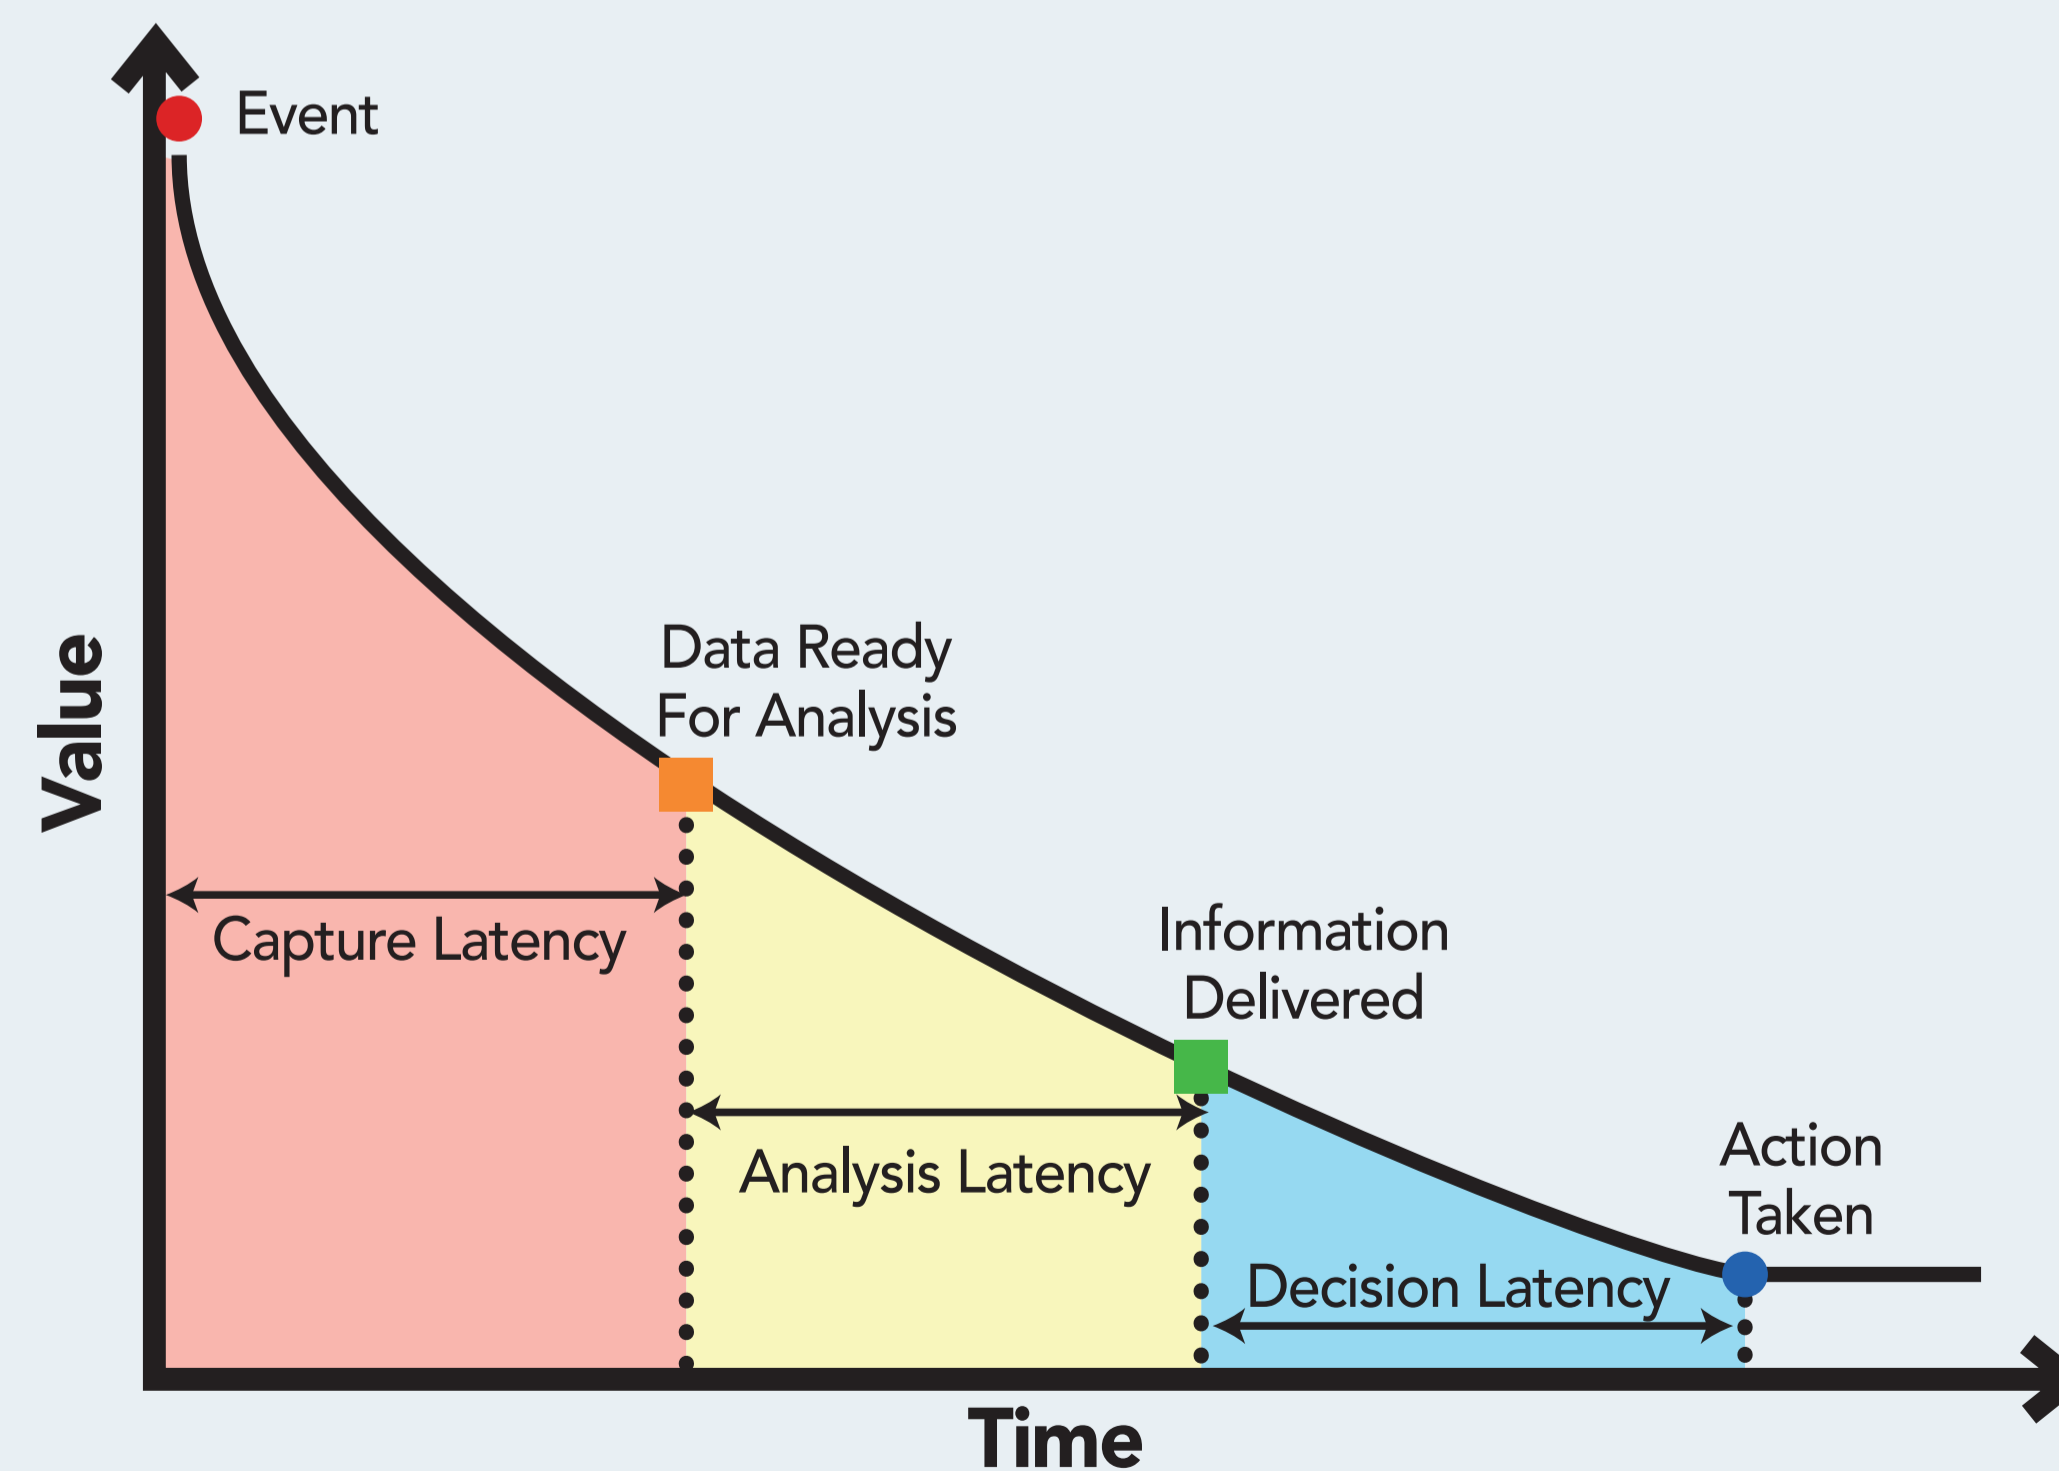 Event
Data Ready
For Analysis
Value
Capture Latency
Information
Delivered
Analysis Latency
Action
Taken
Decision Latency
Time